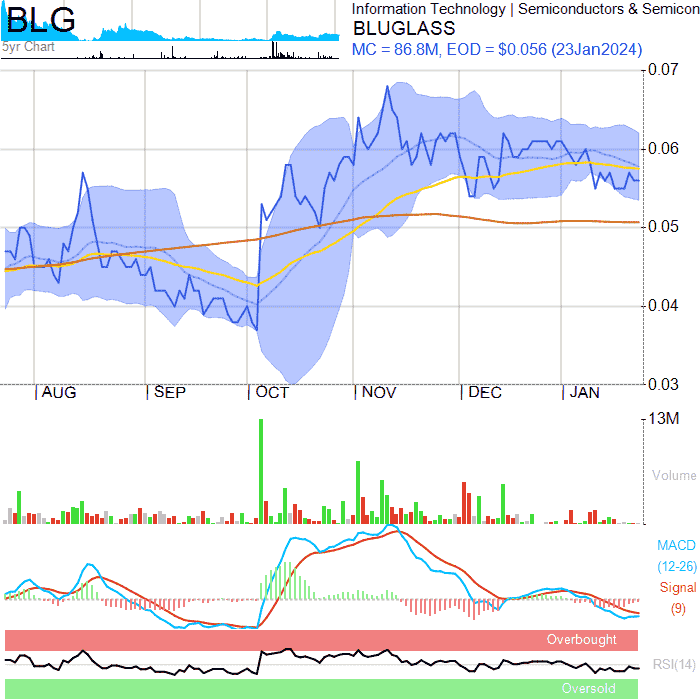 BLG
5yr Chart
Information Technology | Semiconductors & Semicon
BLUGLASS
MC = 86.8M, EOD = $0.056 (23Jan2024)
0.07
0.06
0.05
0.04
0.03
AUG SEP OCT NOV DEC JAN
13M
Volume
MACD
(12-26)
Signal
(9)
Overbought
RSI(14)
Oversold